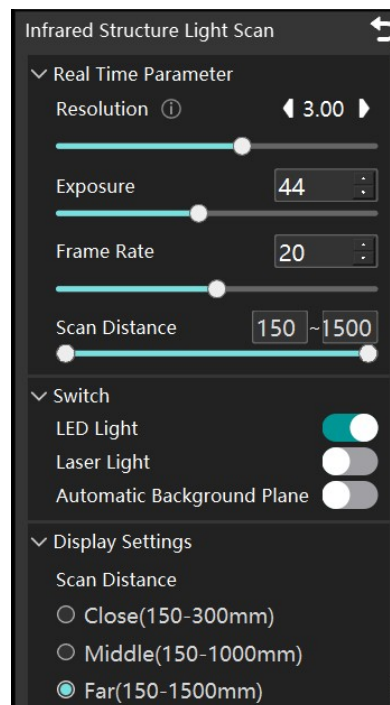 Infrared Structure Light Scan
Real Time Parameter
Resolution 3.00
Exposure 44
Frame Rate 20
Scan Distance 150 ~1500
Switch
LED Light
Laser Light
Automatic Background Plane
Display Settings
Scan Distance
Close(150-300mm)
Middle(150-1000mm)
Far(150-1500mm)